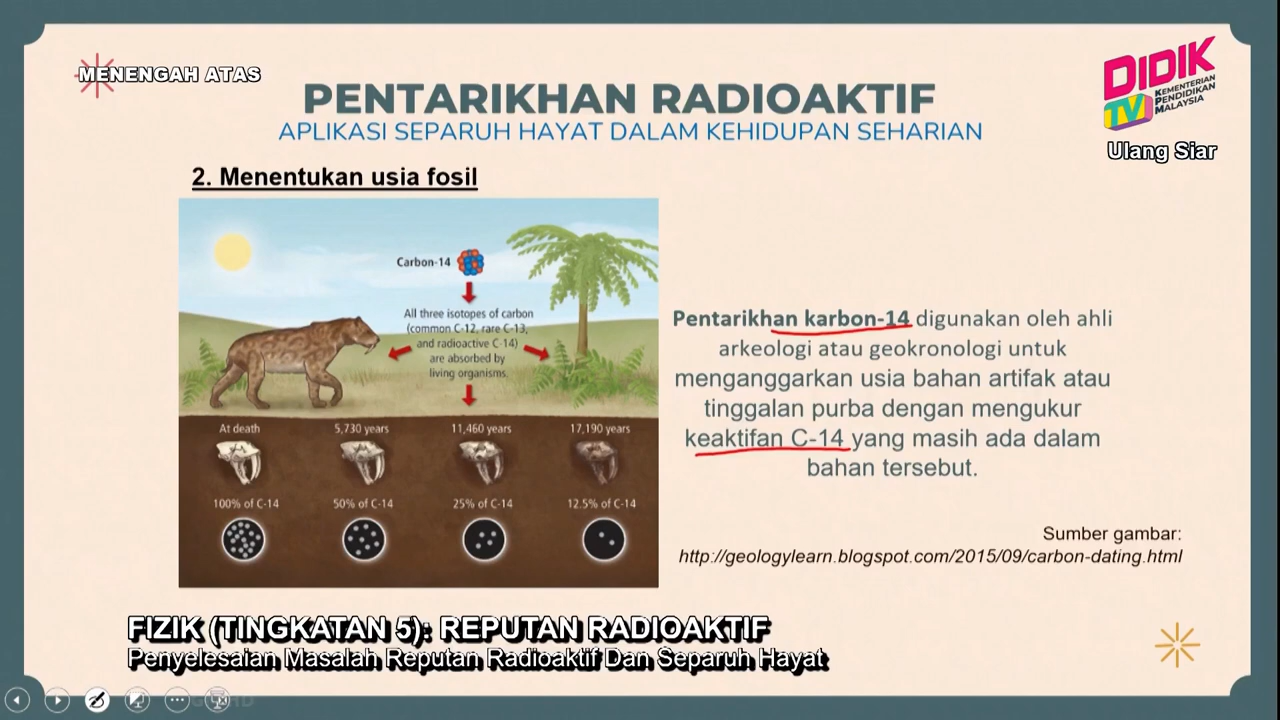 MENENGAH ATAS
DIDIK
TV
KPM
KEMENTERIAN
PENDIDIKAN
MALAYSIA
Ulang Siar
PENTARIKHAN RADIOAKTIF
APLIKASI SEPARUH HAYAT DALAM KEHIDUPAN SEHARIAN
2. Menentukan usia fosil
Carbon-14
All three isotopes of carbon
(common C-12, rare C-13,
and radioactive C-14)
are absorbed by
living organisms.
At death
5,730 years
11,460 years
17,190 years
100% of C-14
50% of C-14
25% of C-14
12.5% of C-14
Pentarikhan karbon-14 digunakan oleh ahli
arkeologi atau geokronologi untuk
menganggarkan usia bahan artifak atau
tinggalan purba dengan mengukur
keaktifan C-14 yang masih ada dalam
bahan tersebut.
Sumber gambar:
http://geologylearn.blogspot.com/2015/09/carbon-dating.html
FIZIK (TINGKATAN 5): REPUTAN RADIOAKTIF
Penyelesaian Masalah Reputan Radioaktif Dan Separuh Hayat